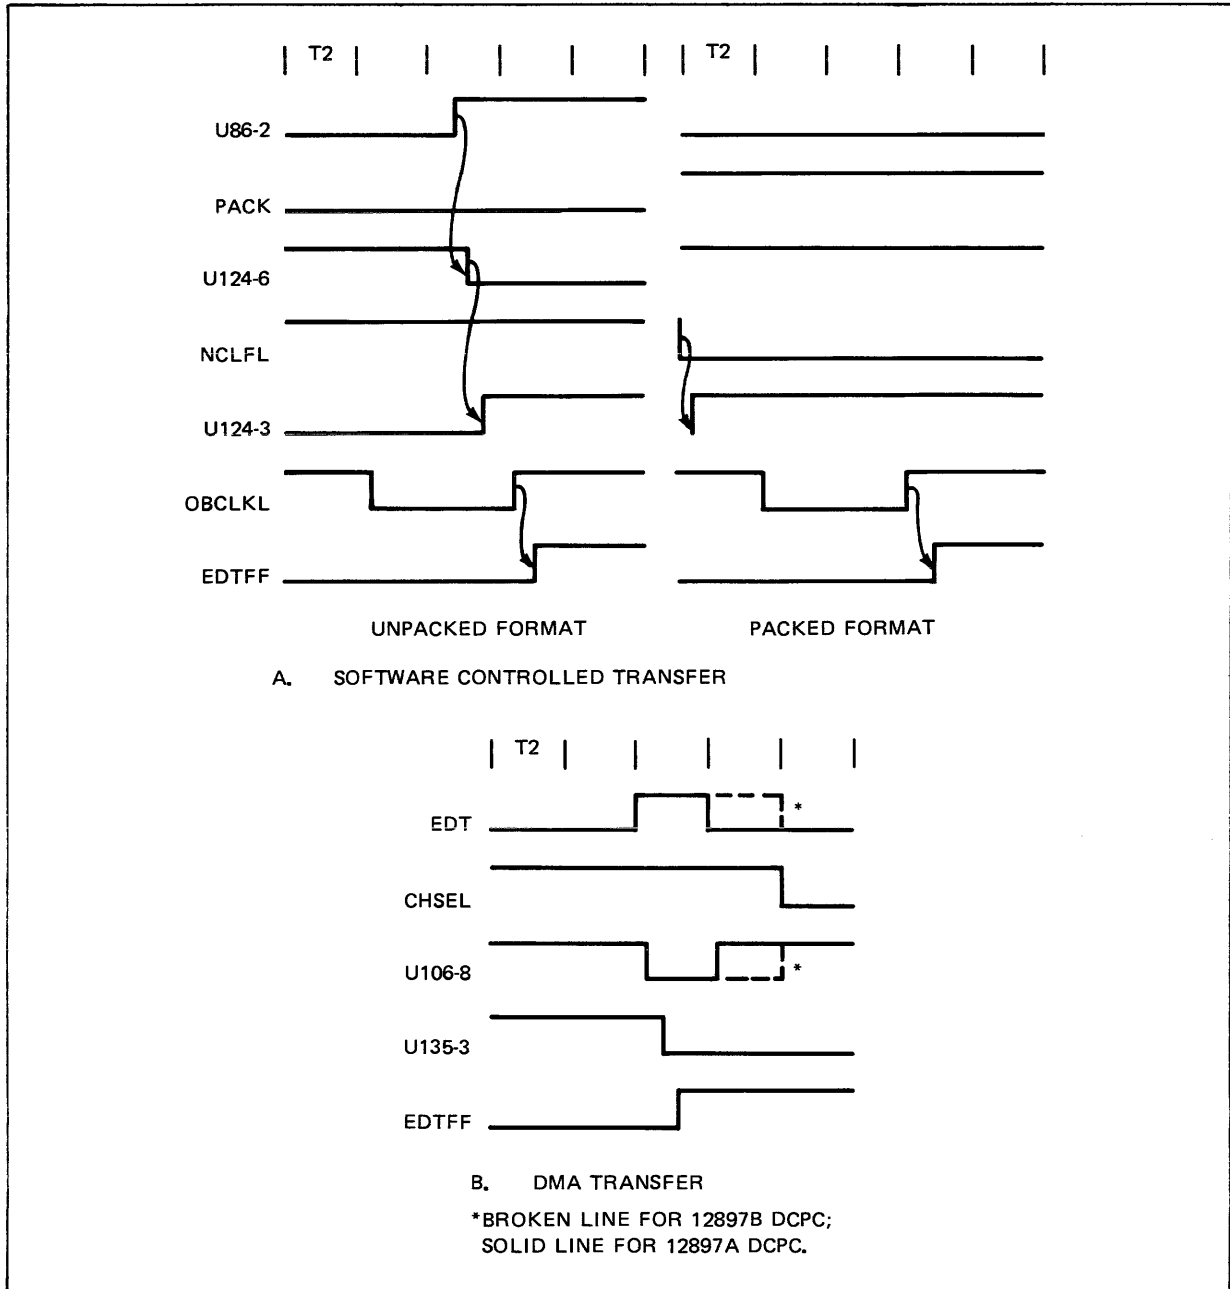 T2 T2
U86-2
PACK
U124-6
NCLFL
U124-3
OBCLKL
EDTFF
UNPACKED FORMAT PACKED FORMAT
A. SOFTWARE CONTROLLED TRANSFER
T2
EDT *
CHSEL
U106-8 *
U135-3
EDTFF
B. DMA TRANSFER
*BROKEN LINE FOR 12897B DCPC;
SOLID LINE FOR 12897A DCPC.